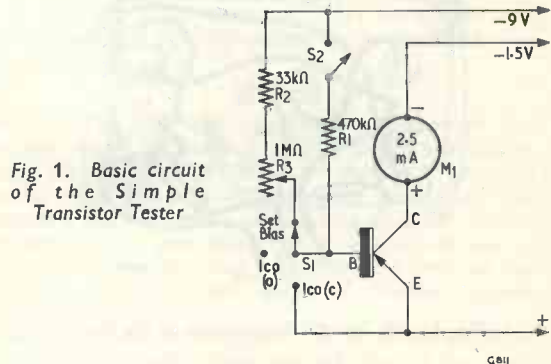 −9V
−1·5V
S2
33kΩ
R2
470kΩ
R1
2·5
mA
M1
−
+
1MΩ
R3
Set
Bias
S1
B
C
E
Ico
(o)
Ico(c)
+
G811
Fig. 1. Basic circuit
of the Simple
Transistor Tester